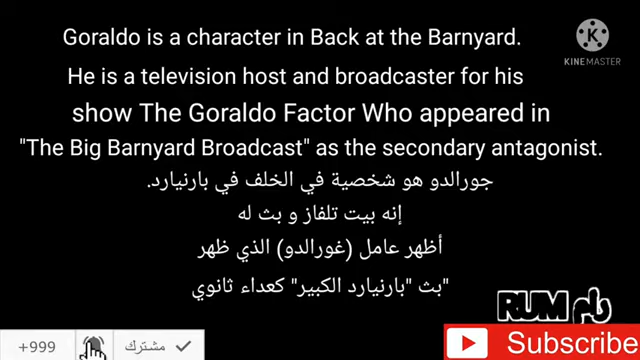 Goraldo is a character in Back at the Barnyard.
He is a television host and broadcaster for his
show The Goraldo Factor Who appeared in
"The Big Barnyard Broadcast" as the secondary antagonist.
جورالدو هو شخصية في الخلف في بارنيارد.
إنه بيت تلفاز و بث له
أظهر عامل (غورالدو) الذي ظهر
"بث "بارنيارد الكبير" كعداء ثانوي
KINEMASTER
RUM رام
+999
مشترك
Subscribe